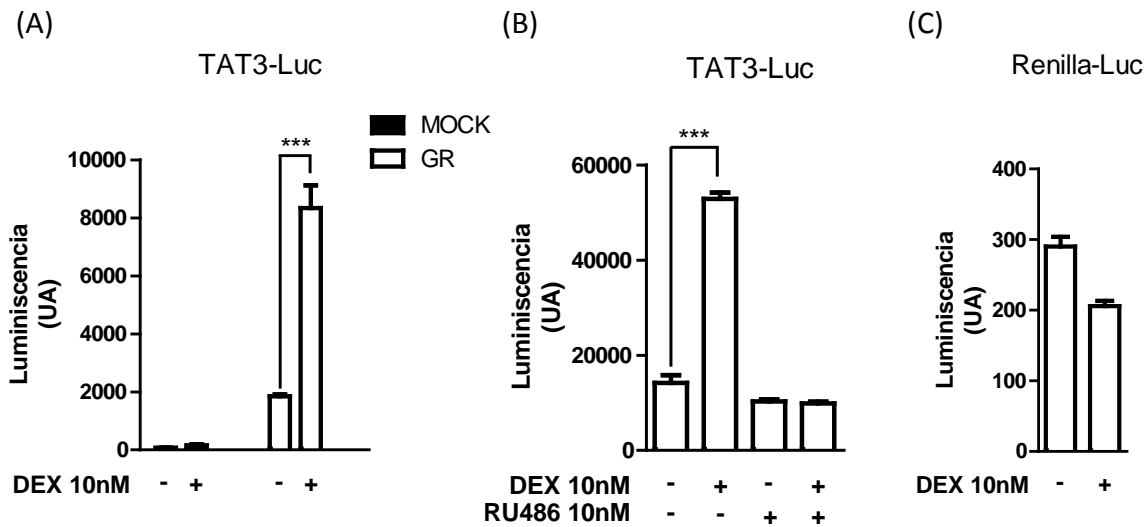 (A)
TAT3-Luc
MOCK
GR
Luminiscencia
(UA)
10000
8000
6000
4000
2000
0
***
DEX 10nM - + - +
(B)
TAT3-Luc
Luminiscencia
(UA)
60000
40000
20000
0
***
DEX 10nM - + - +
RU486 10nM - - + +
(C)
Renilla-Luc
Luminiscencia
(UA)
400
300
200
100
0
DEX 10nM - +